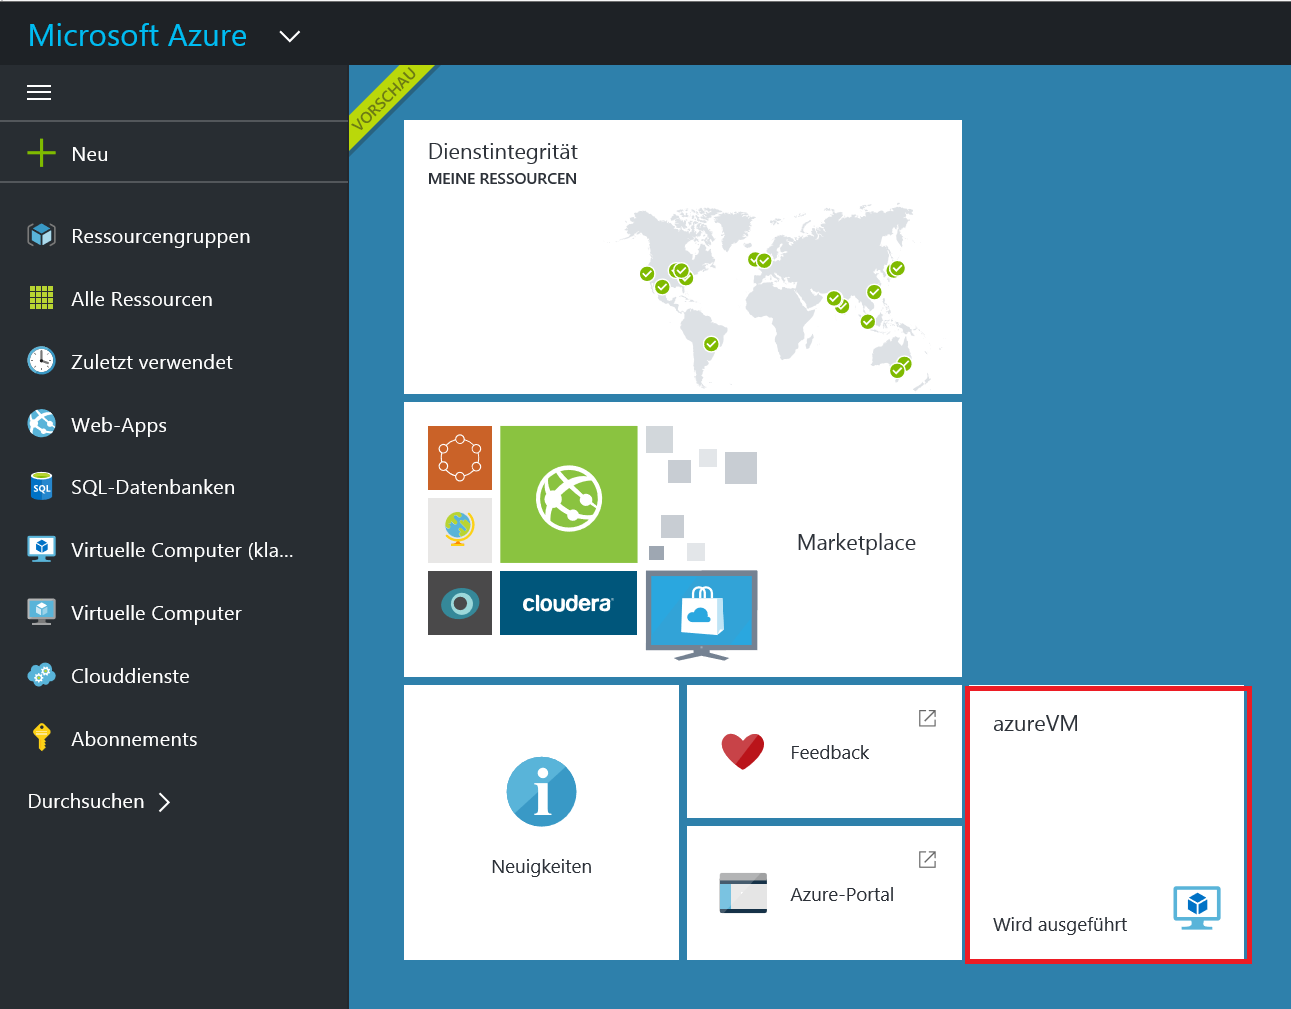 Microsoft Azure
Neu
Ressourcengruppen
Alle Ressourcen
Zuletzt verwendet
Web-Apps
SQL
SQL-Datenbanken
Virtuelle Computer (kla...
Virtuelle Computer
Clouddienste
Abonnements
Durchsuchen
VORSCHAU
Dienstintegrität
MEINE RESSOURCEN
cloudera
Marketplace
Neuigkeiten
Feedback
Azure-Portal
azureVM
Wird ausgeführt